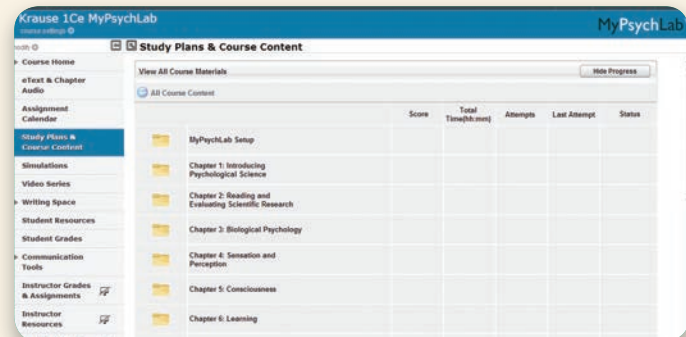 Krause 1Ce MyPsychLab
course settings
MyPsychLab
Study Plans & Course Content
Course Home
eText & Chapter
Audio
Assignment
Calendar
Study Plans &
Course Content
Simulations
Video Series
Writing Space
Student Resources
Student Grades
Communication
Tools
Instructor Grades
& Assignments
Instructor
Resources
View All Course Materials
Hide Progress
All Course Content
Score
Total
Time(hh:mm)
Attempts
Last Attempt
Status
MyPsychLab Setup
Chapter 1: Introducing
Psychological Science
Chapter 2: Reading and
Evaluating Scientific Research
Chapter 3: Biological Psychology
Chapter 4: Sensation and
Perception
Chapter 5: Consciousness
Chapter 6: Learning